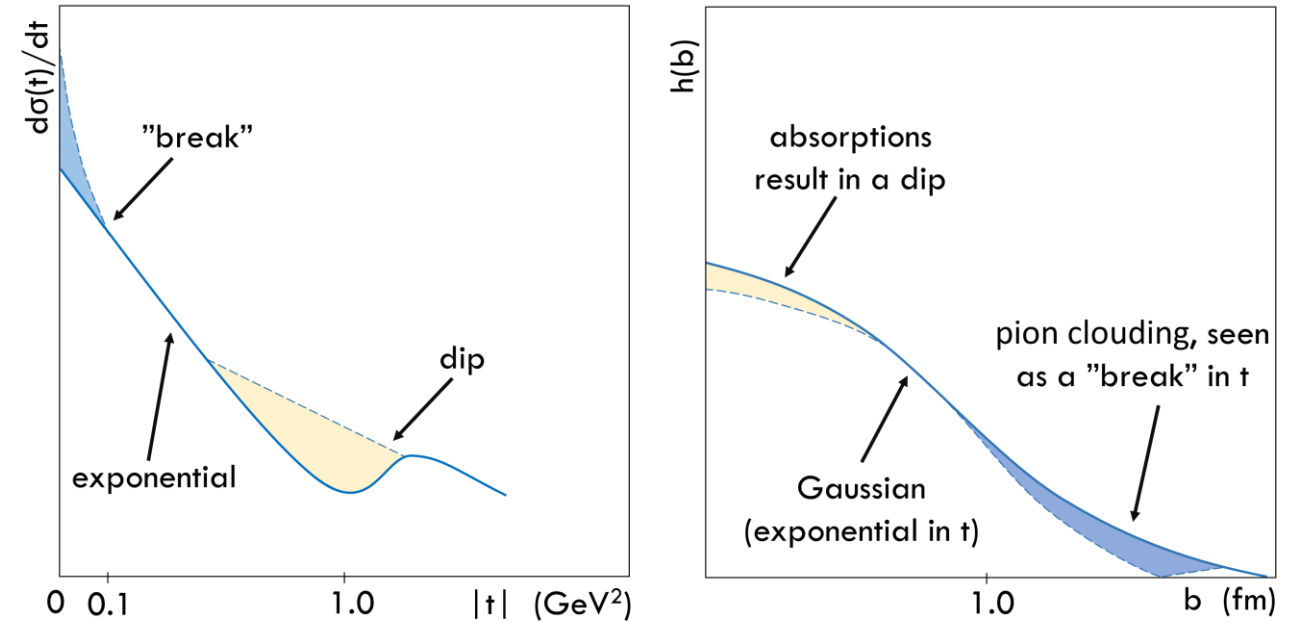 dσ(t)/dt
”break”
dip
exponential
0 0.1 1.0 |t| (GeV²)
h(b)
absorptions
result in a dip
pion clouding, seen
as a ”break” in t
Gaussian
(exponential in t)
1.0 b (fm)